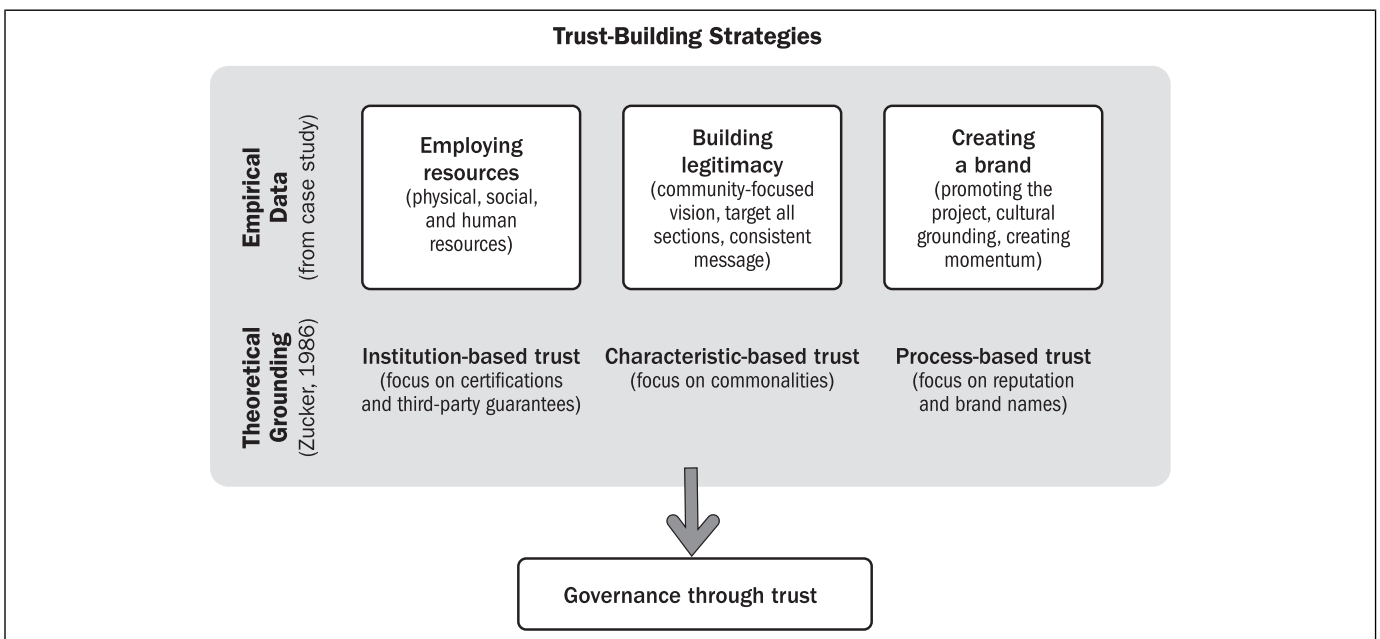 Trust-Building Strategies
Empirical
Data
(from case study)
Employing
resources
(physical, social,
and human
resources)
Building
legitimacy
(community-focused
vision, target all
sections, consistent
message)
Creating
a brand
(promoting the
project, cultural
grounding, creating
momentum)
Theoretical
Grounding
(Zucker, 1986)
Institution-based trust
(focus on certifications
and third-party guarantees)
Characteristic-based trust
(focus on commonalities)
Process-based trust
(focus on reputation
and brand names)
Governance through trust